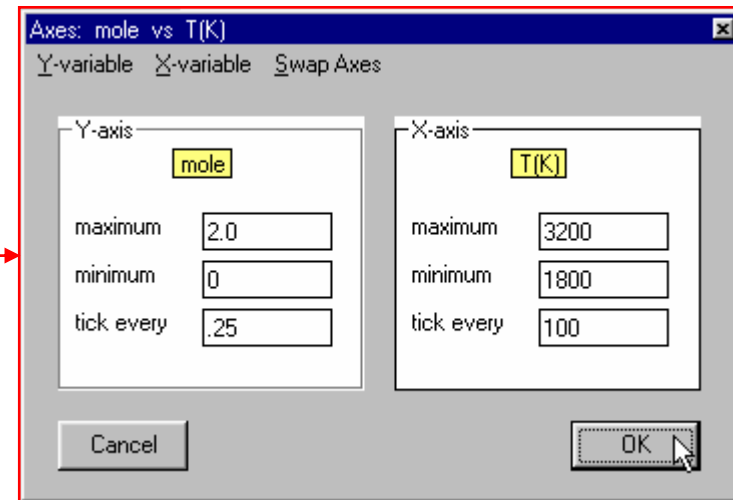 Axes: mole vs T(K)
Y-variable X-variable Swap Axes
Y-axis
mole
maximum 2.0
minimum 0
tick every .25
X-axis
T(K)
maximum 3200
minimum 1800
tick every 100
Cancel
OK